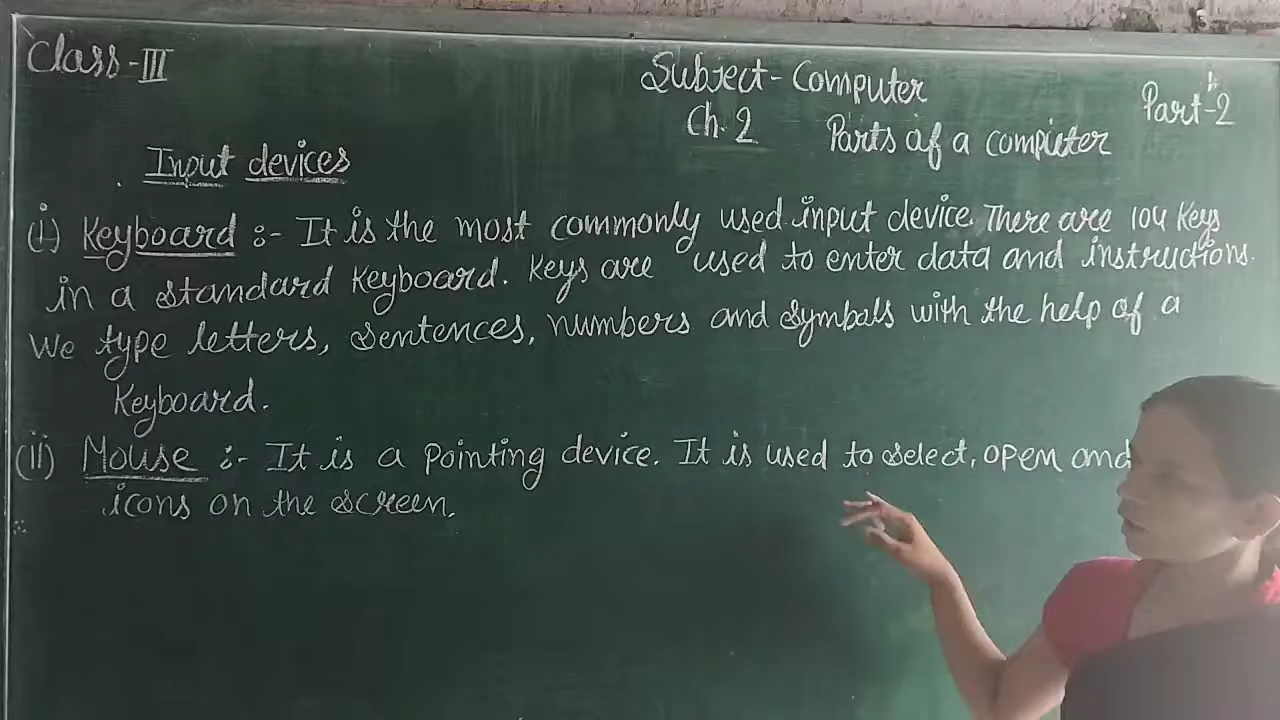 Class-III
Subject- Computer
Part-2
Ch. 2 Parts of a computer
Input devices
(i) Keyboard :- It is the most commonly used input device. There are 104 Keys
in a standard Keyboard. Keys are used to enter data and instructions.
We type letters, sentences, numbers and symbols with the help of a
Keyboard.
(ii) Mouse :- It is a pointing device. It is used to select, open and
icons on the screen.